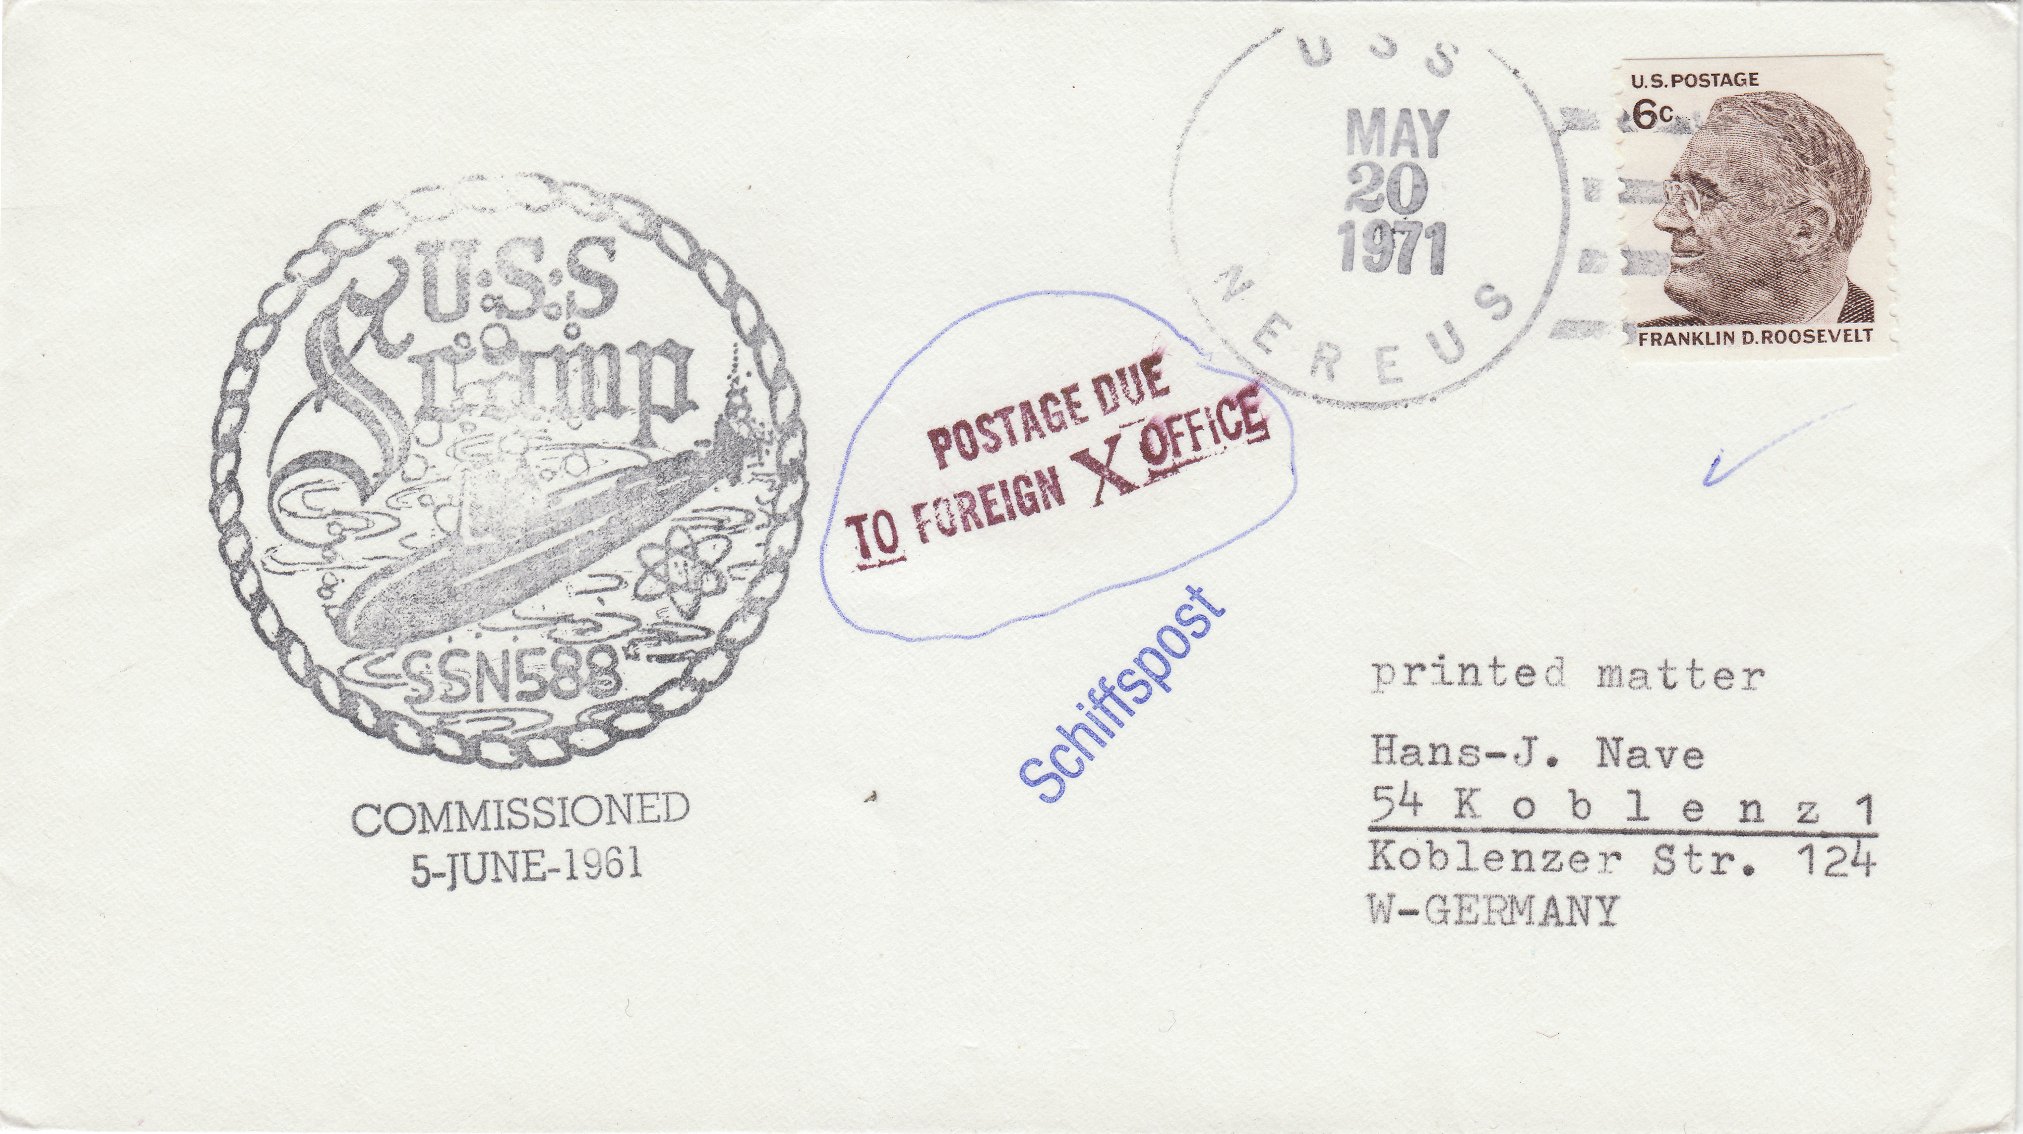 U.S.S
Scamp
SSN588
COMMISSIONED
5-JUNE-1961
USS
MAY
20
1971
NEREUS
U.S.POSTAGE
6c
FRANKLIN D.ROOSEVELT
POSTAGE DUE
TO FOREIGN X OFFICE
Schiffspost
printed matter
Hans-J. Nave
54 K o b l e n z 1
Koblenzer Str. 124
W-GERMANY